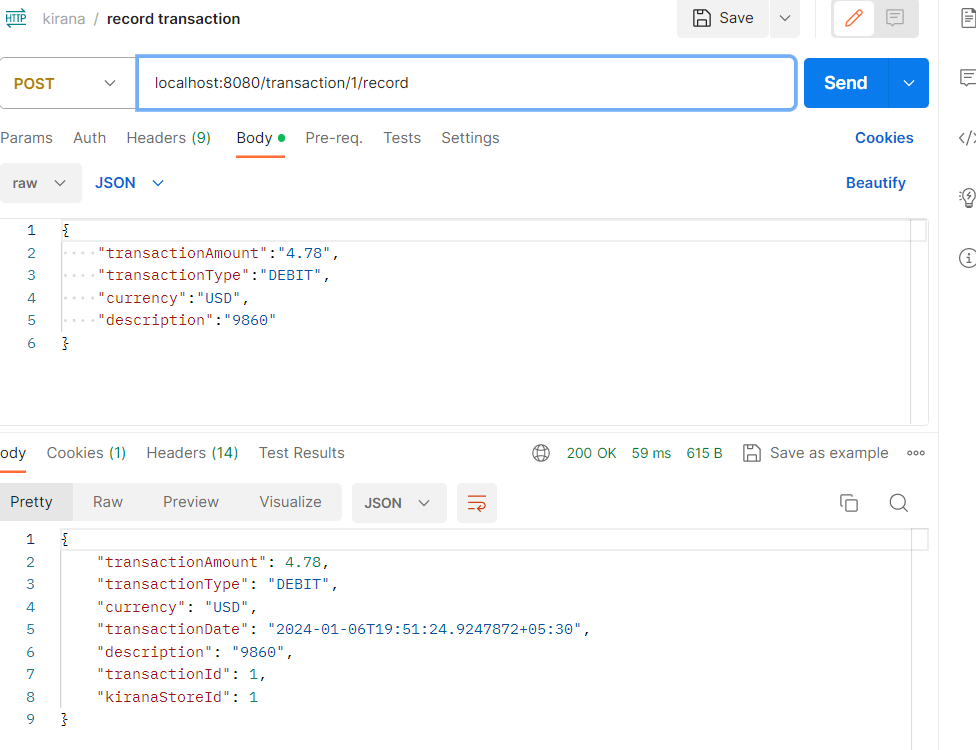 HTTP kirana / record transaction Save
POST localhost:8080/transaction/1/record Send
Params Auth Headers (9) Body Pre-req. Tests Settings Cookies
raw JSON Beautify
1 {
2 ····"transactionAmount":"4.78",
3 ····"transactionType":"DEBIT",
4 ····"currency":"USD",
5 ····"description":"9860"
6 }
ody Cookies (1) Headers (14) Test Results 200 OK 59 ms 615 B Save as example
Pretty Raw Preview Visualize JSON
1 {
2 "transactionAmount": 4.78,
3 "transactionType": "DEBIT",
4 "currency": "USD",
5 "transactionDate": "2024-01-06T19:51:24.9247872+05:30",
6 "description": "9860",
7 "transactionId": 1,
8 "kiranaStoreId": 1
9 }